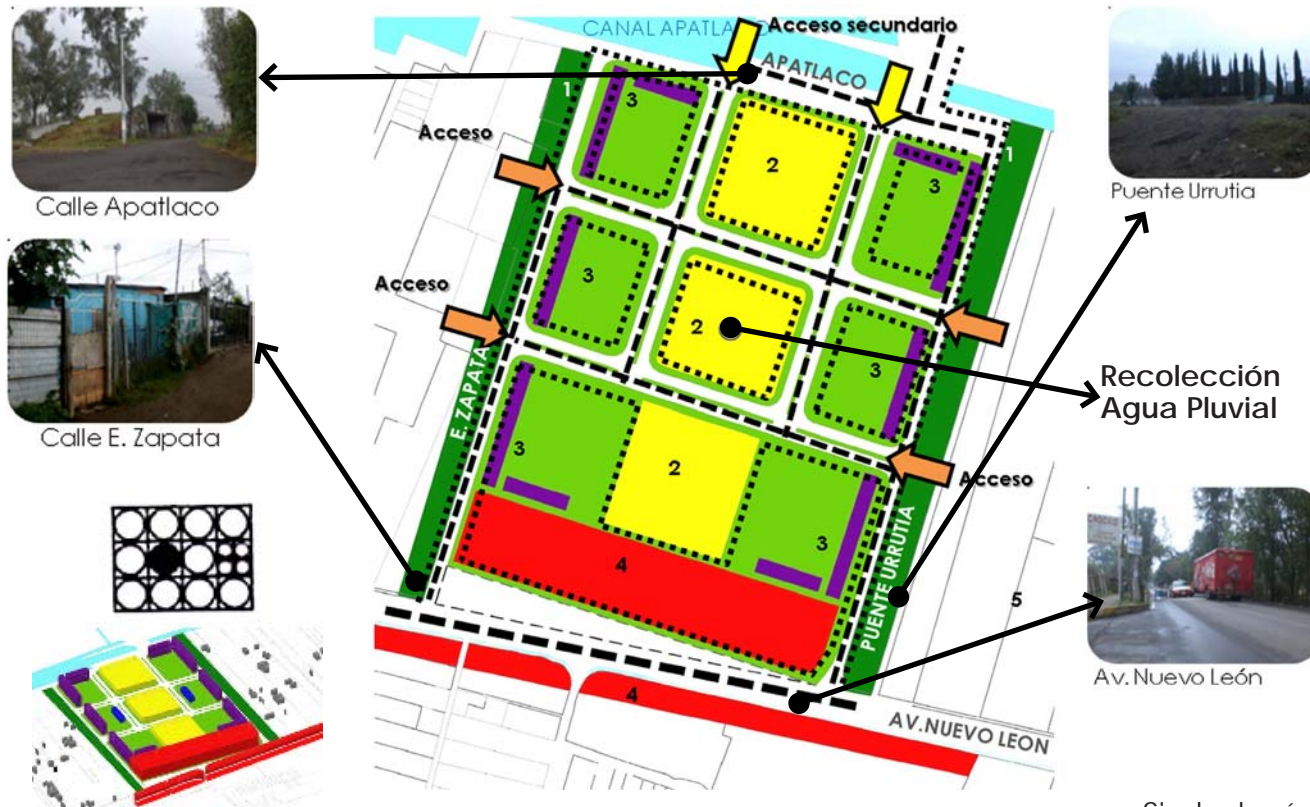 CANAL APATLACO
Acceso secundario
APATLACO
1
3
2
3
1
Acceso
Calle Apatlaco
Puente Urrutia
3
2
3
Acceso
E. ZAPATA
Recolección
Agua Pluvial
Calle E. Zapata
3
2
3
Acceso
4
PUENTE URRUTIA
5
4
Av. Nuevo León
AV.NUEVO LEON